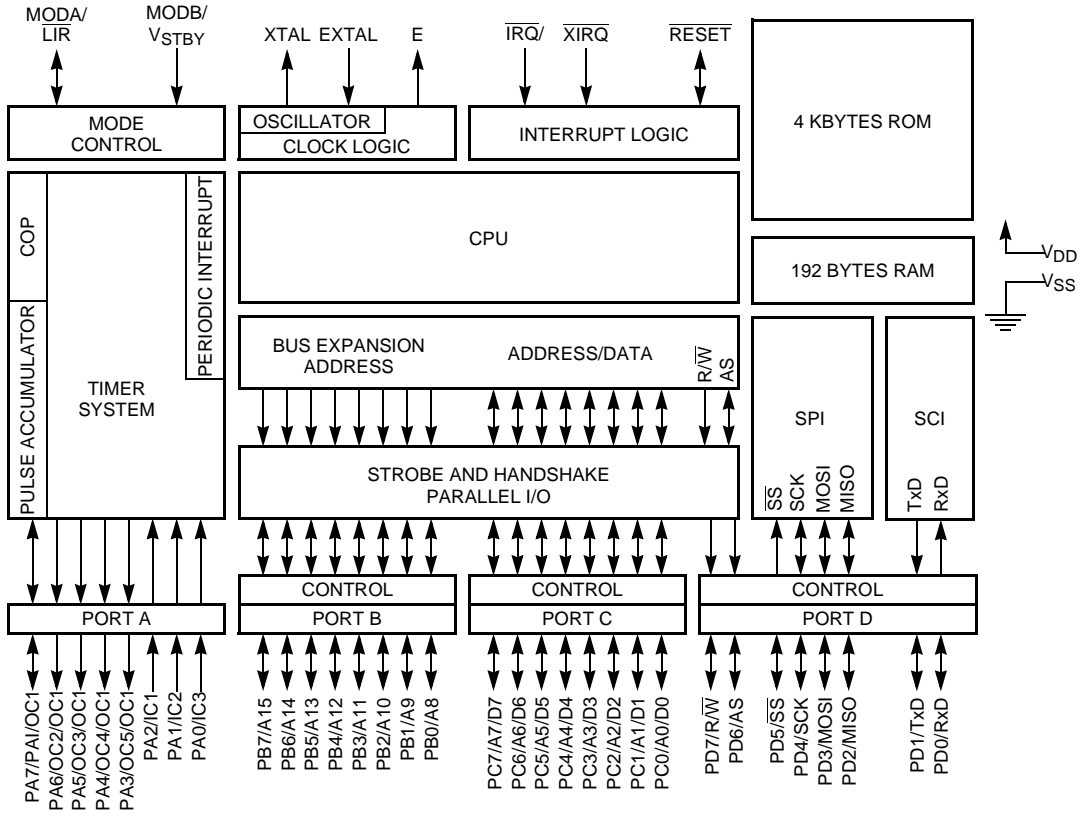 MODA/
LIR
MODB/
VSTBY
XTAL EXTAL E
IRQ/ XIRQ
RESET
MODE
CONTROL
OSCILLATOR
CLOCK LOGIC
INTERRUPT LOGIC
4 KBYTES ROM
COP
PERIODIC INTERRUPT
PULSE ACCUMULATOR
TIMER
SYSTEM
CPU
192 BYTES RAM
VDD
VSS
BUS EXPANSION
ADDRESS
ADDRESS/DATA
R/W
AS
STROBE AND HANDSHAKE
PARALLEL I/O
SPI
SS
SCK
MOSI
MISO
SCI
TxD
RxD
CONTROL
CONTROL
CONTROL
PORT A
PORT B
PORT C
PORT D
PA7/PAI/OC1
PA6/OC2/OC1
PA5/OC3/OC1
PA4/OC4/OC1
PA3/OC5/OC1
PA2/IC1
PA1/IC2
PA0/IC3
PB7/A15
PB6/A14
PB5/A13
PB4/A12
PB3/A11
PB2/A10
PB1/A9
PB0/A8
PC7/A7/D7
PC6/A6/D6
PC5/A5/D5
PC4/A4/D4
PC3/A3/D3
PC2/A2/D2
PC1/A1/D1
PC0/A0/D0
PD7/R/W
PD6/AS
PD5/SS
PD4/SCK
PD3/MOSI
PD2/MISO
PD1/TxD
PD0/RxD